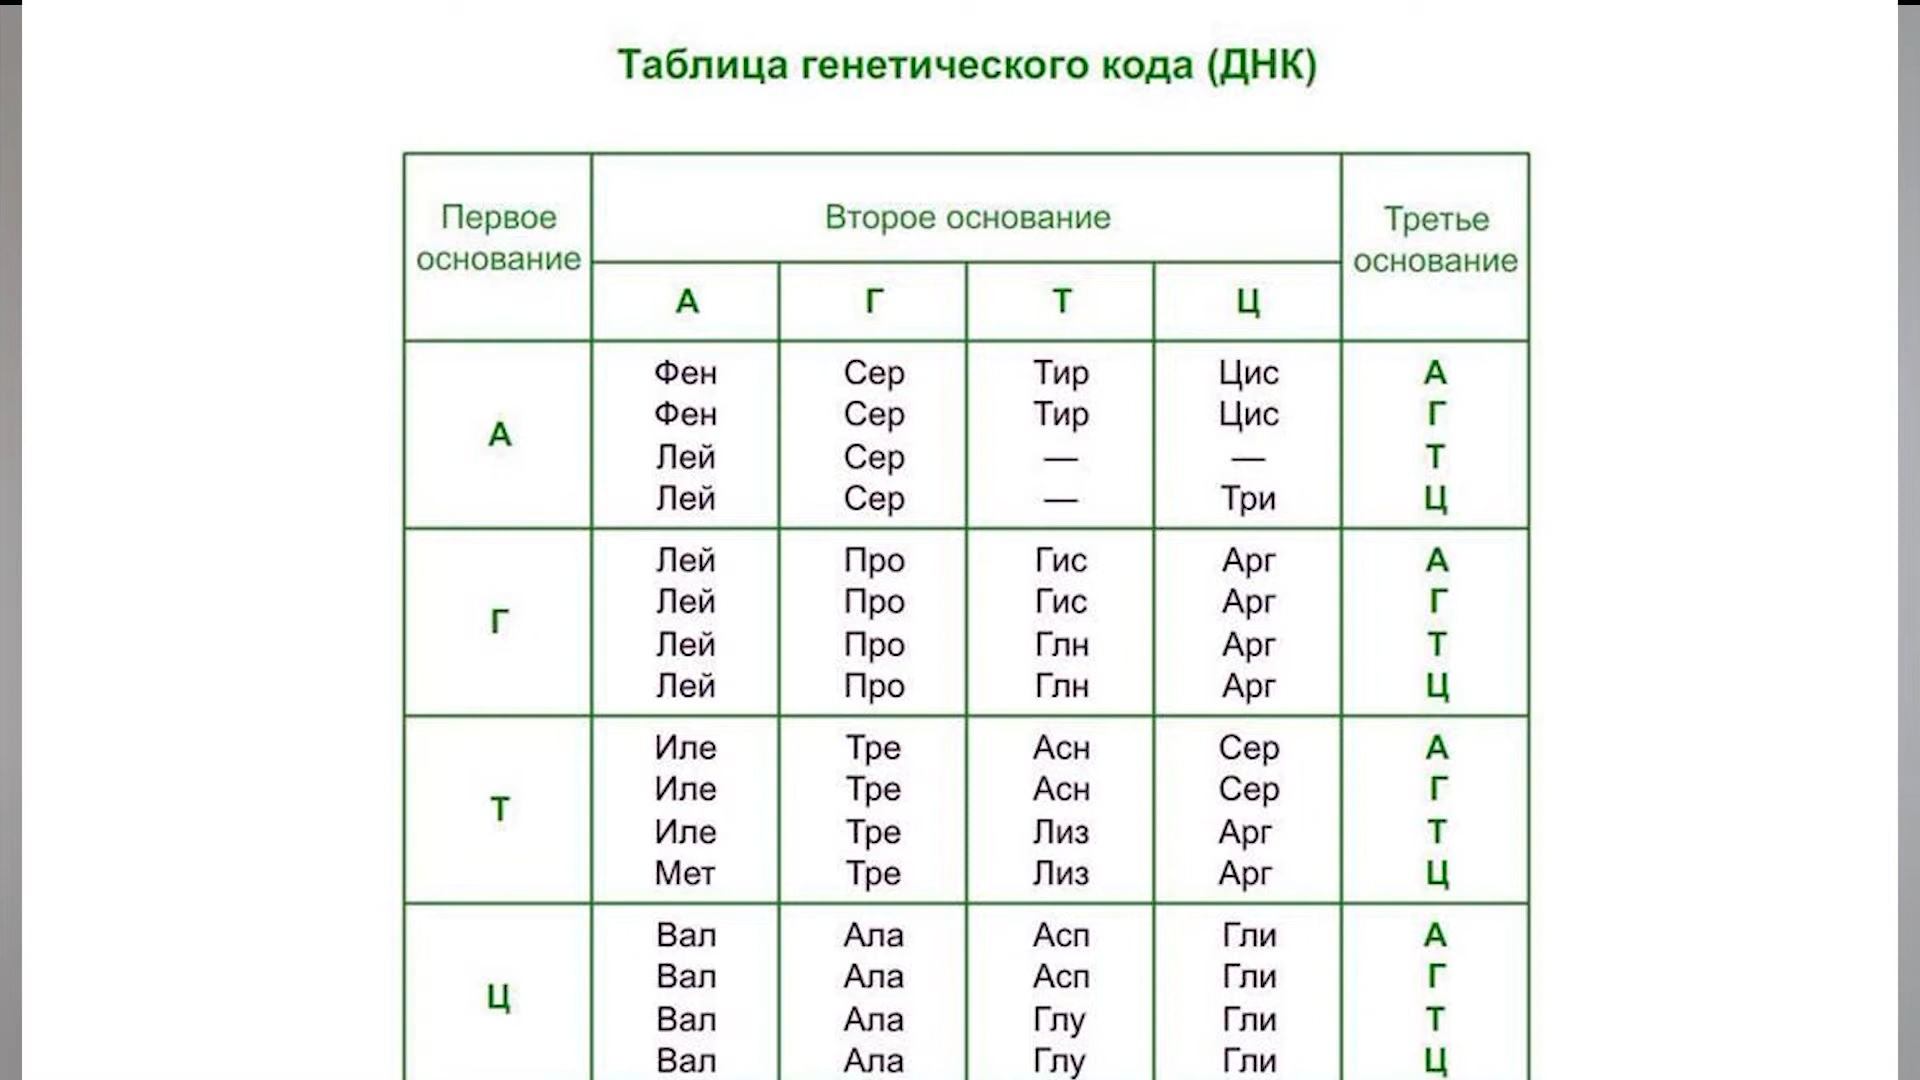 Таблица генетического кода (ДНК)
Первое основание Второе основание Третье основание
А Г Т Ц
А
Фен Сер Тир Цис А
Фен Сер Тир Цис Г
Лей Сер — — Т
Лей Сер — Три Ц
Г
Лей Про Гис Арг А
Лей Про Гис Арг Г
Лей Про Глн Арг Т
Лей Про Глн Арг Ц
Т
Иле Тре Асн Сер А
Иле Тре Асн Сер Г
Иле Тре Лиз Арг Т
Мет Тре Лиз Арг Ц
Ц
Вал Ала Асп Гли А
Вал Ала Асп Гли Г
Вал Ала Глу Гли Т
Вал Ала Глу Гли Ц